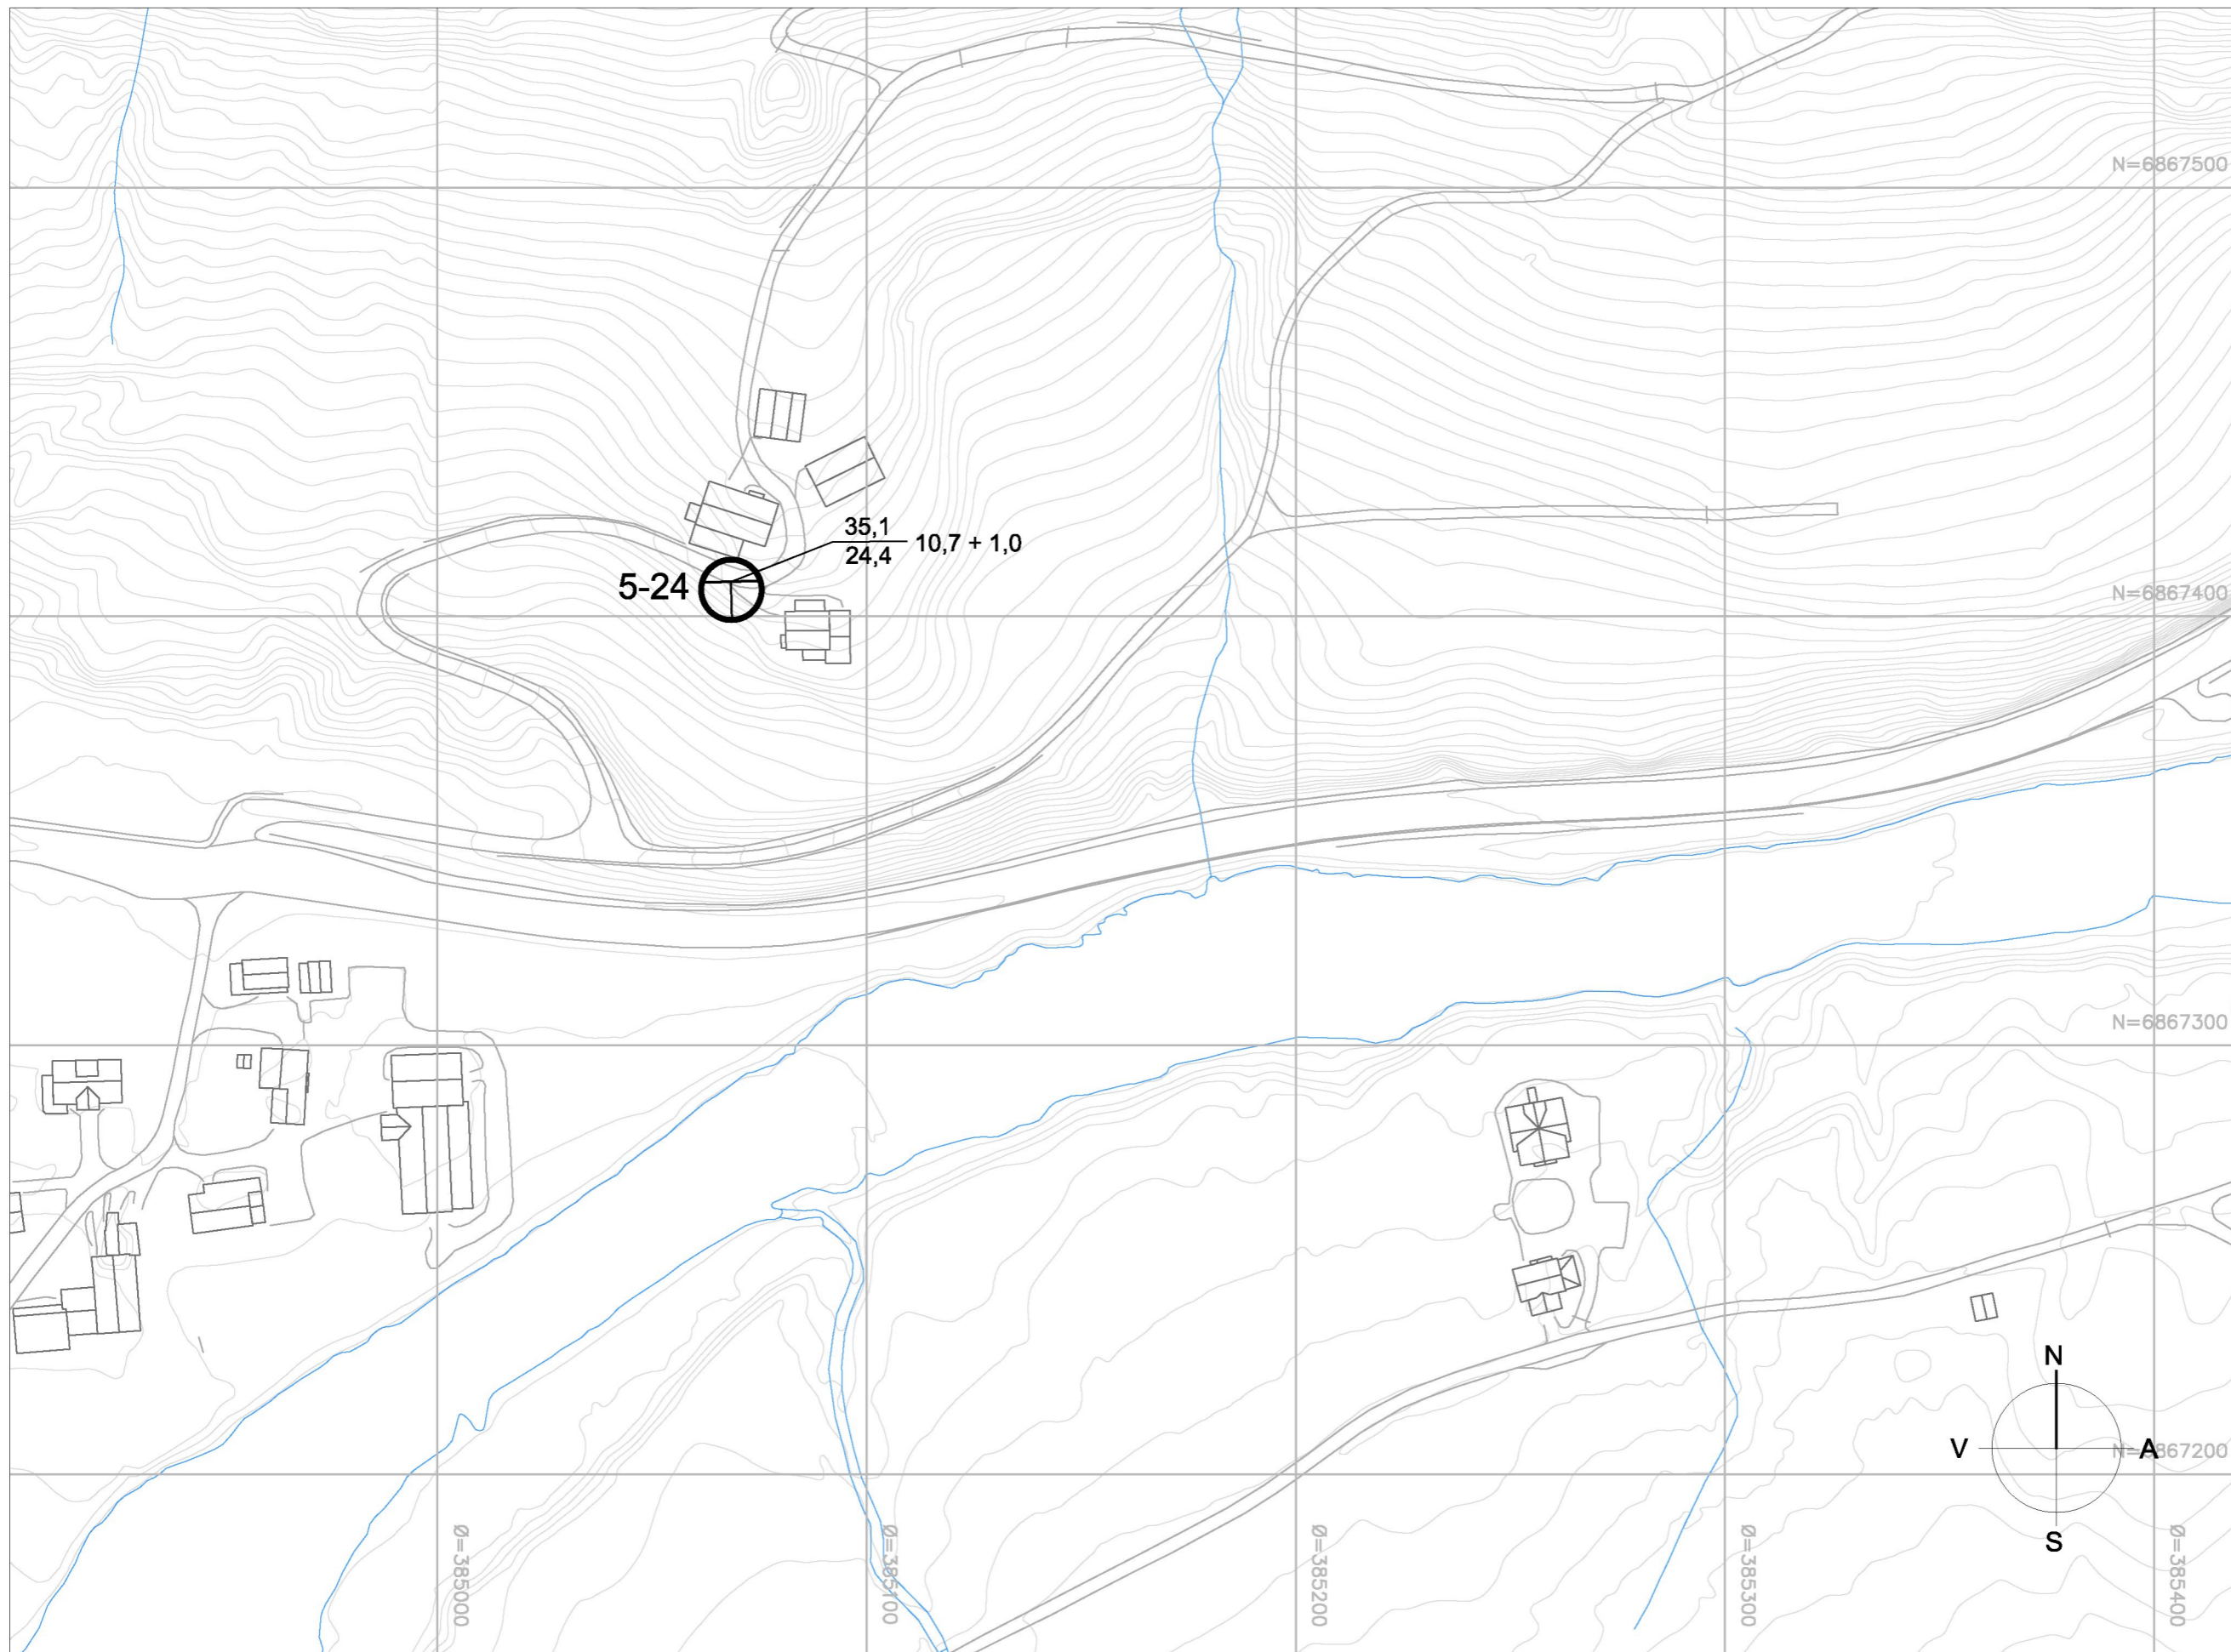 N=6867500
35,1
24,4
10,7 + 1,0
5-24
N=6867400
N=6867300
N
V
A
N=6867200
S
Ø=385000
Ø=385100
Ø=385200
Ø=385300
Ø=385400